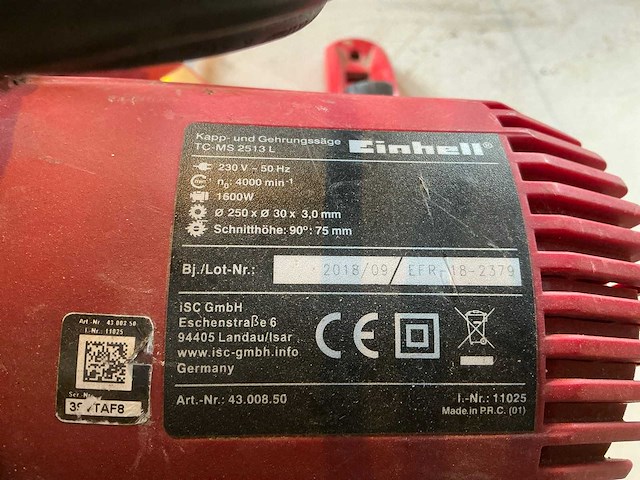 Kapp- und Gehrungssäge
TC-MS 2513 L
Einhell®
230 V ~ 50 Hz
n₀: 4000 min⁻¹
1600W
Ø 250 x Ø 30 x 3,0 mm
Schnitthöhe: 90°: 75 mm
Bj./Lot-Nr.: 2018/09 / EFR-18-2379
iSC GmbH
Eschenstraße 6
94405 Landau/Isar
www.isc-gmbh.info
Germany
CE
Art.-Nr.: 43.008.50
I.-Nr.: 11025
Made in P.R.C. (01)
Art.-Nr. 43 002 50
I.-Nr.: 11025